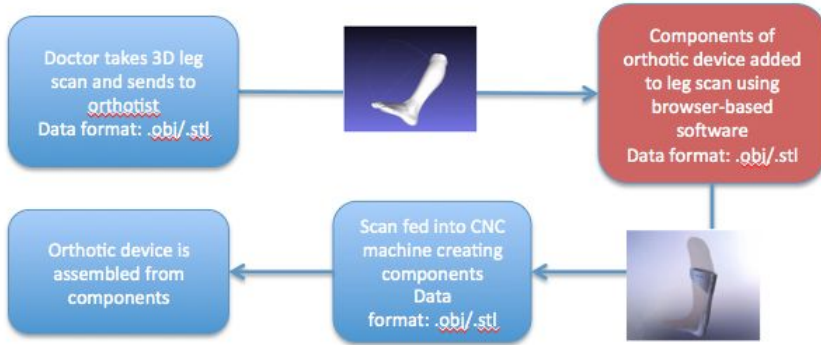 Doctor takes 3D leg
scan and sends to
orthotist
Data format: .obj/.stl
Components of
orthotic device added
to leg scan using
browser-based
software
Data format: .obj/.stl
Scan fed into CNC
machine creating
components
Data
format: .obj/.stl
Orthotic device is
assembled from
components